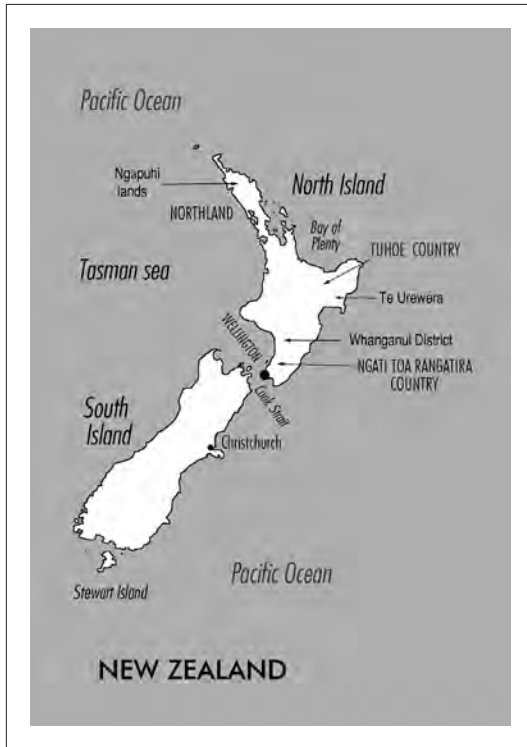 Pacific Ocean
Ngapuhi
lands
North Island
NORTHLAND
Bay of
Plenty
TUHOE COUNTRY
Tasman sea
Te Urewera
WELLINGTON
Whanganui District
NGATI TOA RANGATIRA
COUNTRY
Cook Strait
South
Island
Christchurch
Pacific Ocean
Stewart Island
NEW ZEALAND